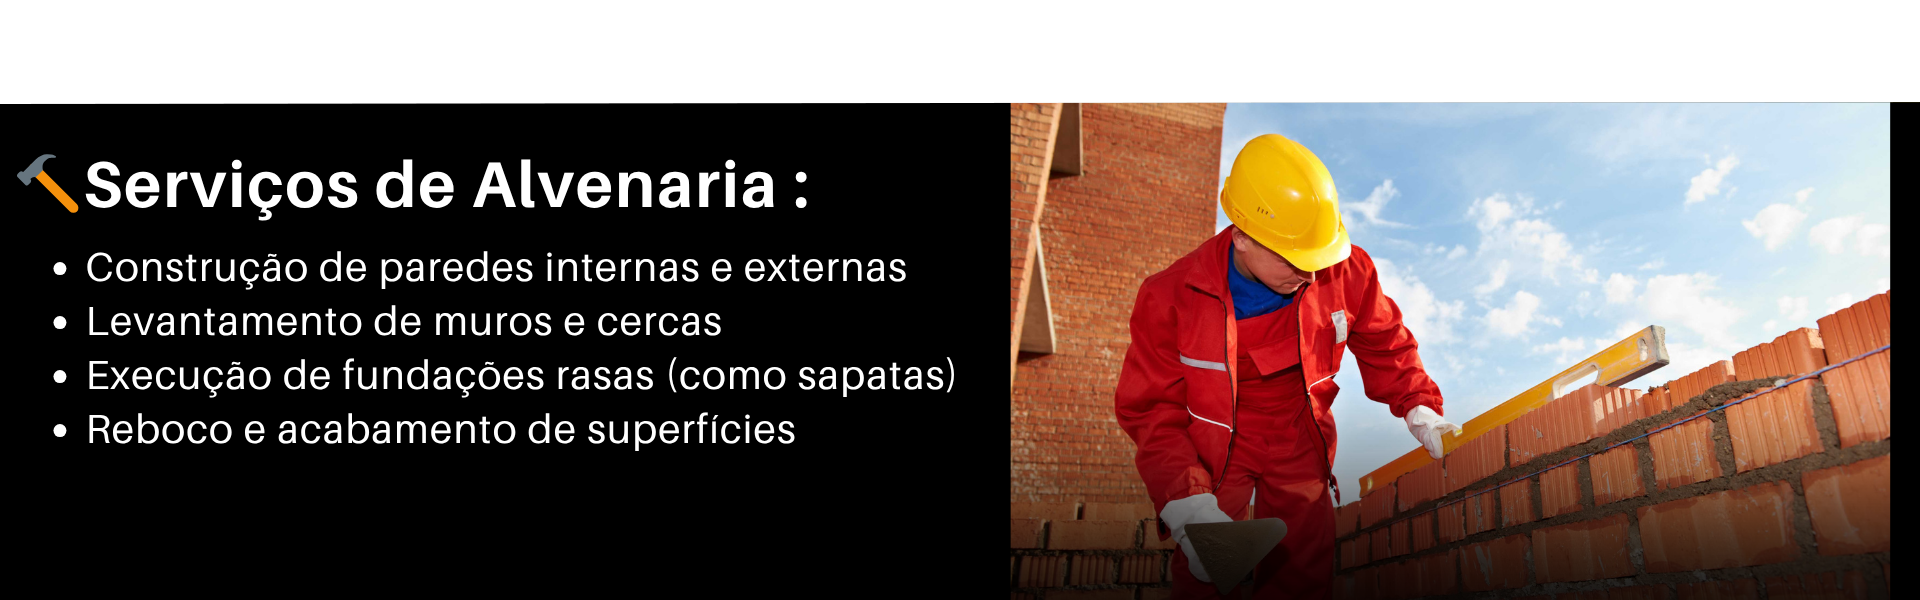 🔨Serviços de Alvenaria :
• Construção de paredes internas e externas
• Levantamento de muros e cercas
• Execução de fundações rasas (como sapatas)
• Reboco e acabamento de superfícies